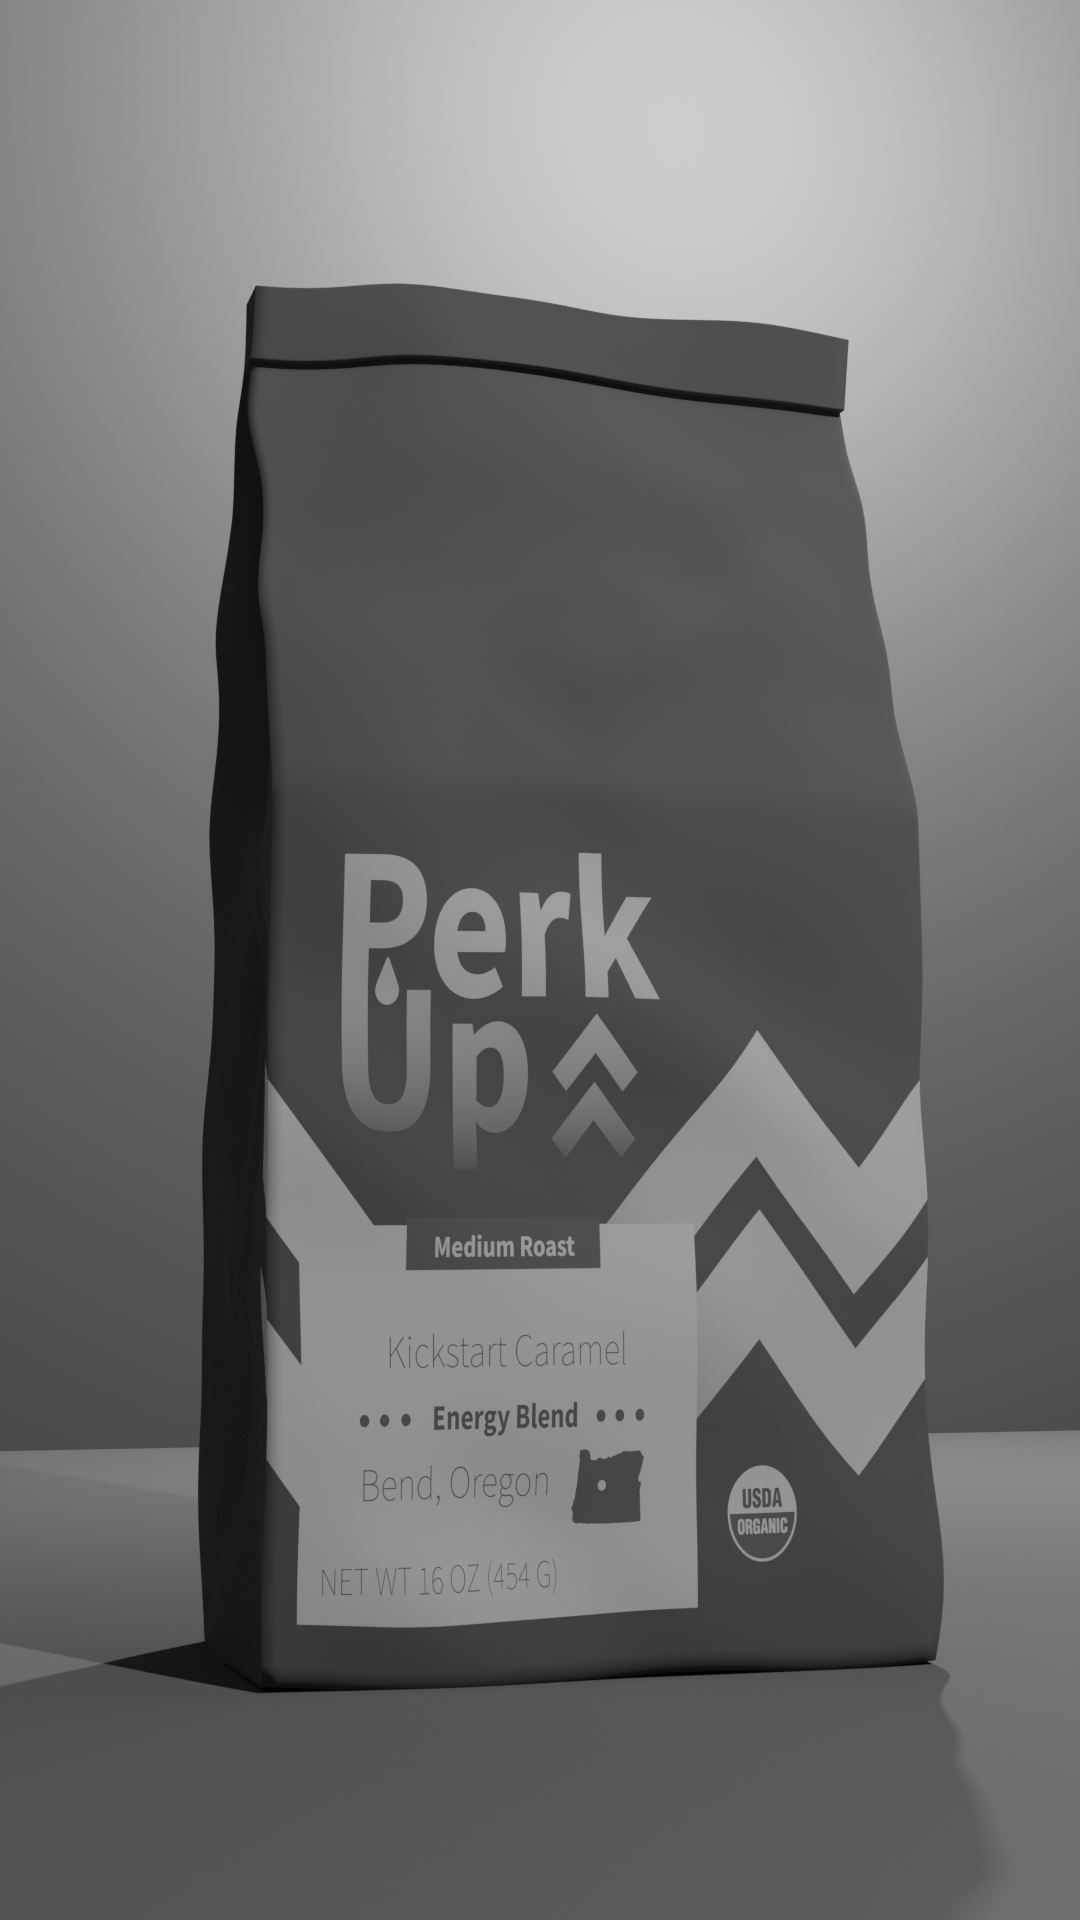 Perk
Up
Medium Roast
Kickstart Caramel
Energy Blend
Bend, Oregon
NET WT 16 OZ (454 G)
USDA
ORGANIC